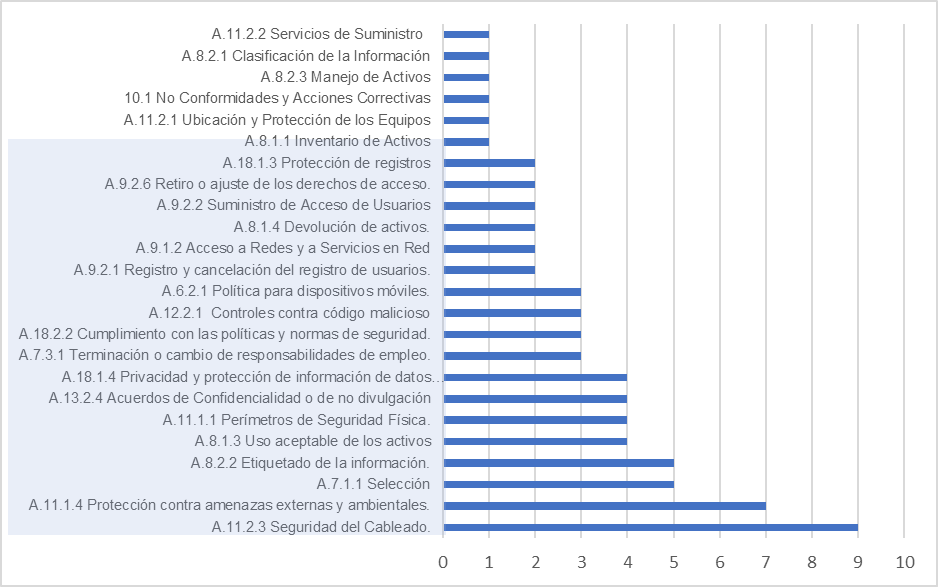 A.11.2.2 Servicios de Suministro
A.8.2.1 Clasificación de la Información
A.8.2.3 Manejo de Activos
10.1 No Conformidades y Acciones Correctivas
A.11.2.1 Ubicación y Protección de los Equipos
A.8.1.1 Inventario de Activos
A.18.1.3 Protección de registros
A.9.2.6 Retiro o ajuste de los derechos de acceso.
A.9.2.2 Suministro de Acceso de Usuarios
A.8.1.4 Devolución de activos.
A.9.1.2 Acceso a Redes y a Servicios en Red
A.9.2.1 Registro y cancelación del registro de usuarios.
A.6.2.1 Política para dispositivos móviles.
A.12.2.1  Controles contra código malicioso
A.18.2.2 Cumplimiento con las políticas y normas de seguridad.
A.7.3.1 Terminación o cambio de responsabilidades de empleo.
A.18.1.4 Privacidad y protección de información de datos…
A.13.2.4 Acuerdos de Confidencialidad o de no divulgación
A.11.1.1 Perímetros de Seguridad Física.
A.8.1.3 Uso aceptable de los activos
A.8.2.2 Etiquetado de la información.
A.7.1.1 Selección
A.11.1.4 Protección contra amenazas externas y ambientales.
A.11.2.3 Seguridad del Cableado.
0 1 2 3 4 5 6 7 8 9 10